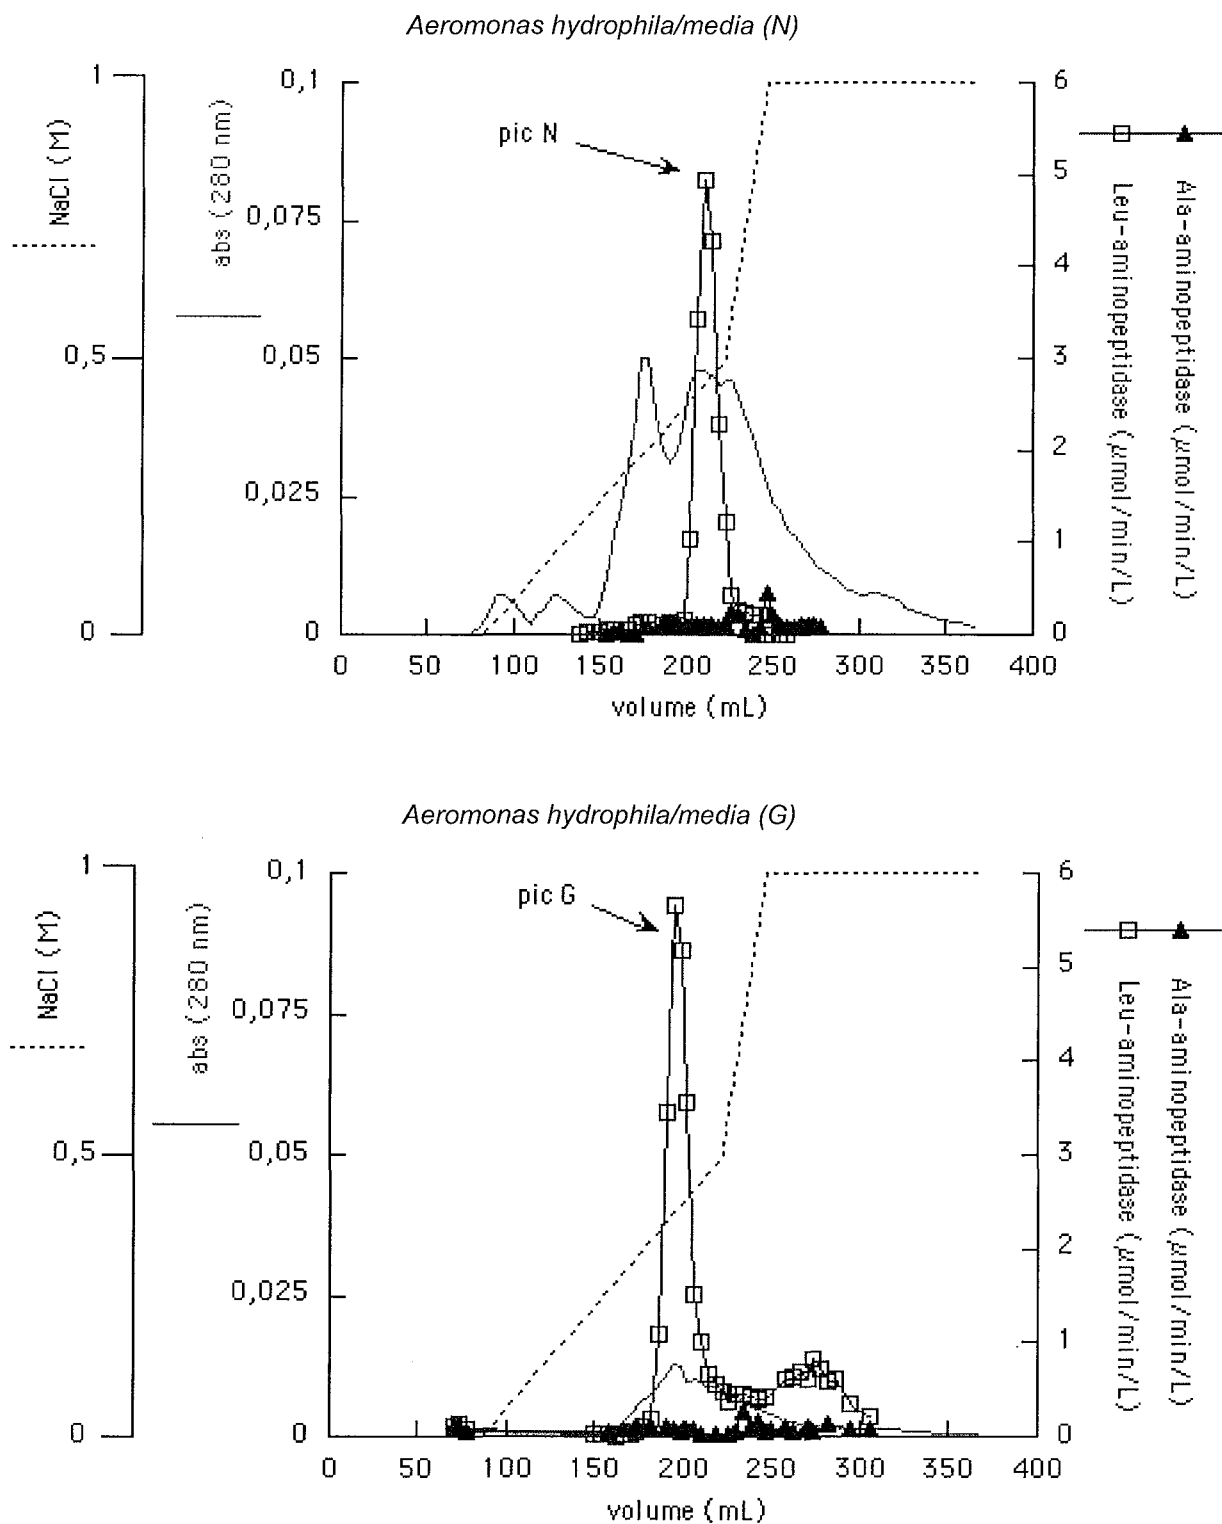 Aeromonas hydrophila/media (N)
NaCl (M)
1
0,5
0
abs (280 nm)
0,1
0,075
0,05
0,025
0
pic N
6
5
4
3
2
1
0
Leu-aminopeptidase (µmol/min/L)
Ala-aminopeptidase (µmol/min/L)
0 50 100 150 200 250 300 350 400
volume (mL)
Aeromonas hydrophila/media (G)
NaCl (M)
1
0,5
0
abs (280 nm)
0,1
0,075
0,05
0,025
0
pic G
6
5
4
3
2
1
0
Leu-aminopeptidase (µmol/min/L)
Ala-aminopeptidase (µmol/min/L)
0 50 100 150 200 250 300 350 400
volume (mL)